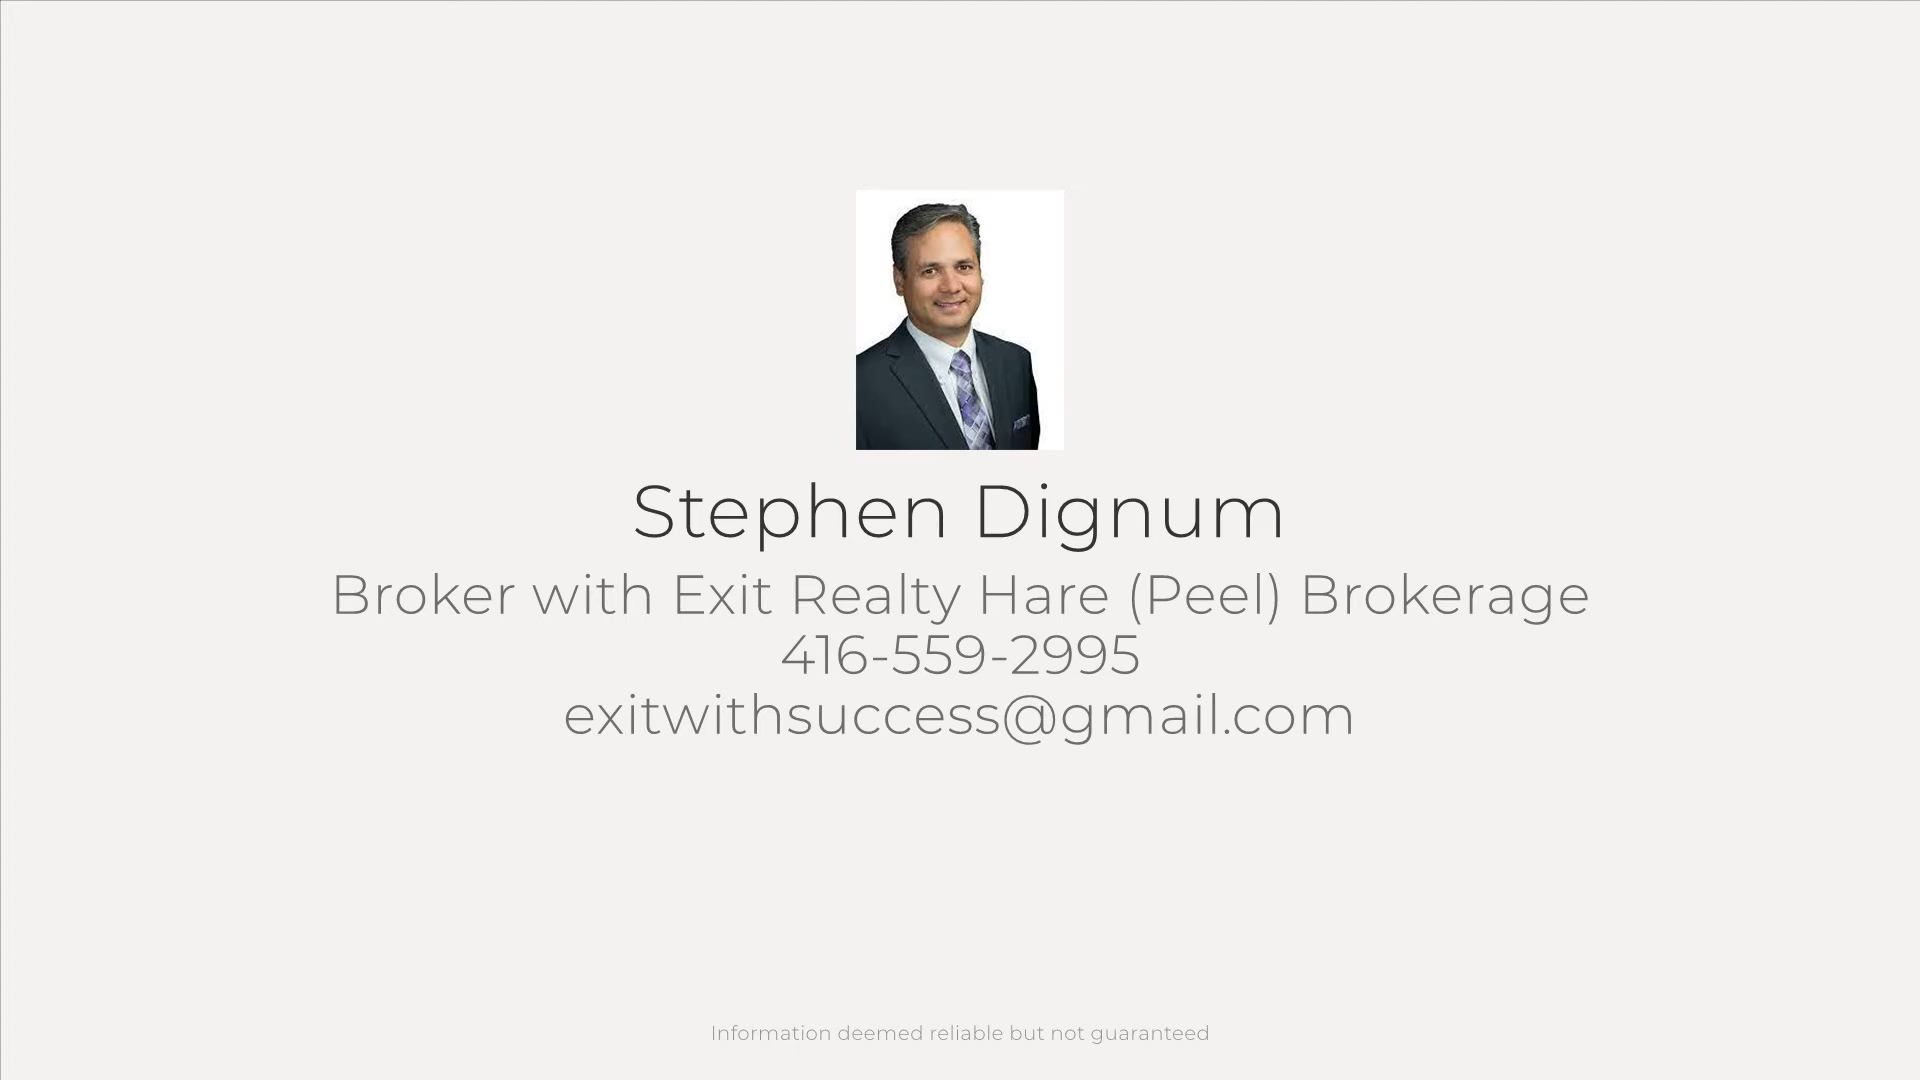 Stephen Dignum
Broker with Exit Realty Hare (Peel) Brokerage
416-559-2995
exitwithsuccess@gmail.com
Information deemed reliable but not guaranteed